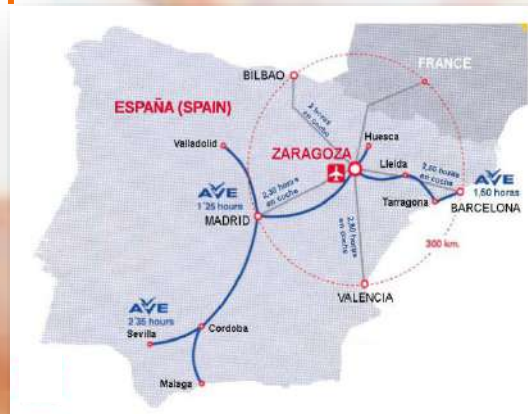 FRANCE
BILBAO
ESPAÑA (SPAIN)
3 horas
en coche
Huesca
Valladolid
ZARAGOZA
Lleida
2,80 horas
en coche
AVE
1,50 horas
2,30 horas
en coche
AVE
1´25 hours
MADRID
Tarragona
BARCELONA
2,80 horas
en coche
300 km.
VALENCIA
AVE
2´35 hours
Sevilla
Cordoba
Malaga